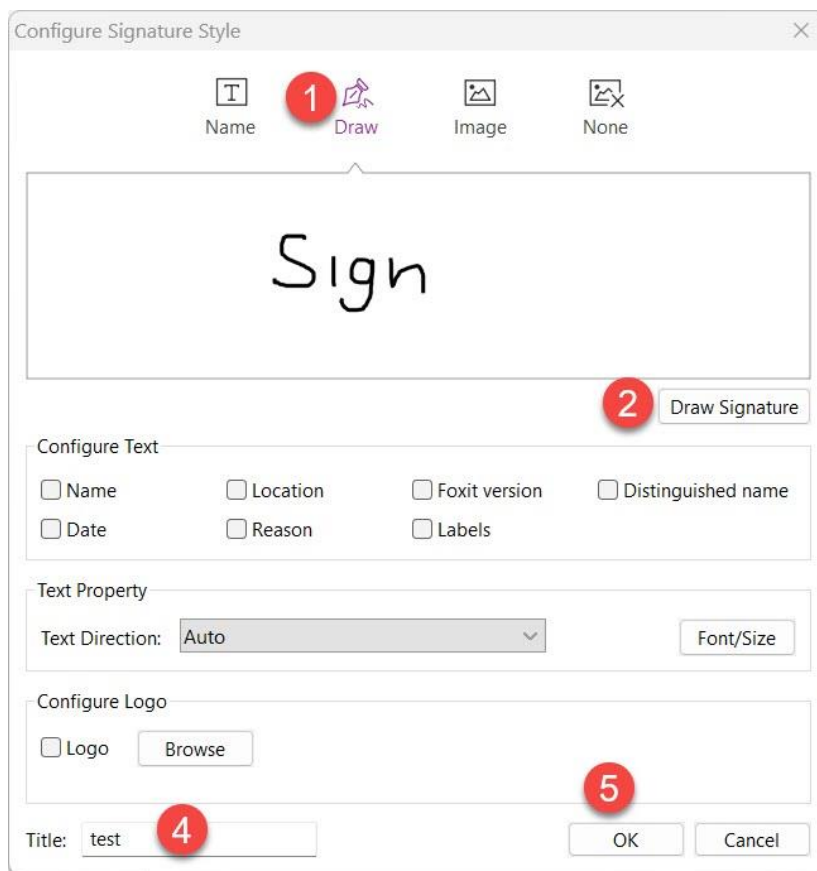 Configure Signature Style
1
Name Draw Image None
Sign
2 Draw Signature
Configure Text
Name Location Foxit version Distinguished name
Date Reason Labels
Text Property
Text Direction: Auto Font/Size
Configure Logo
Logo Browse
5
Title: test 4 OK Cancel